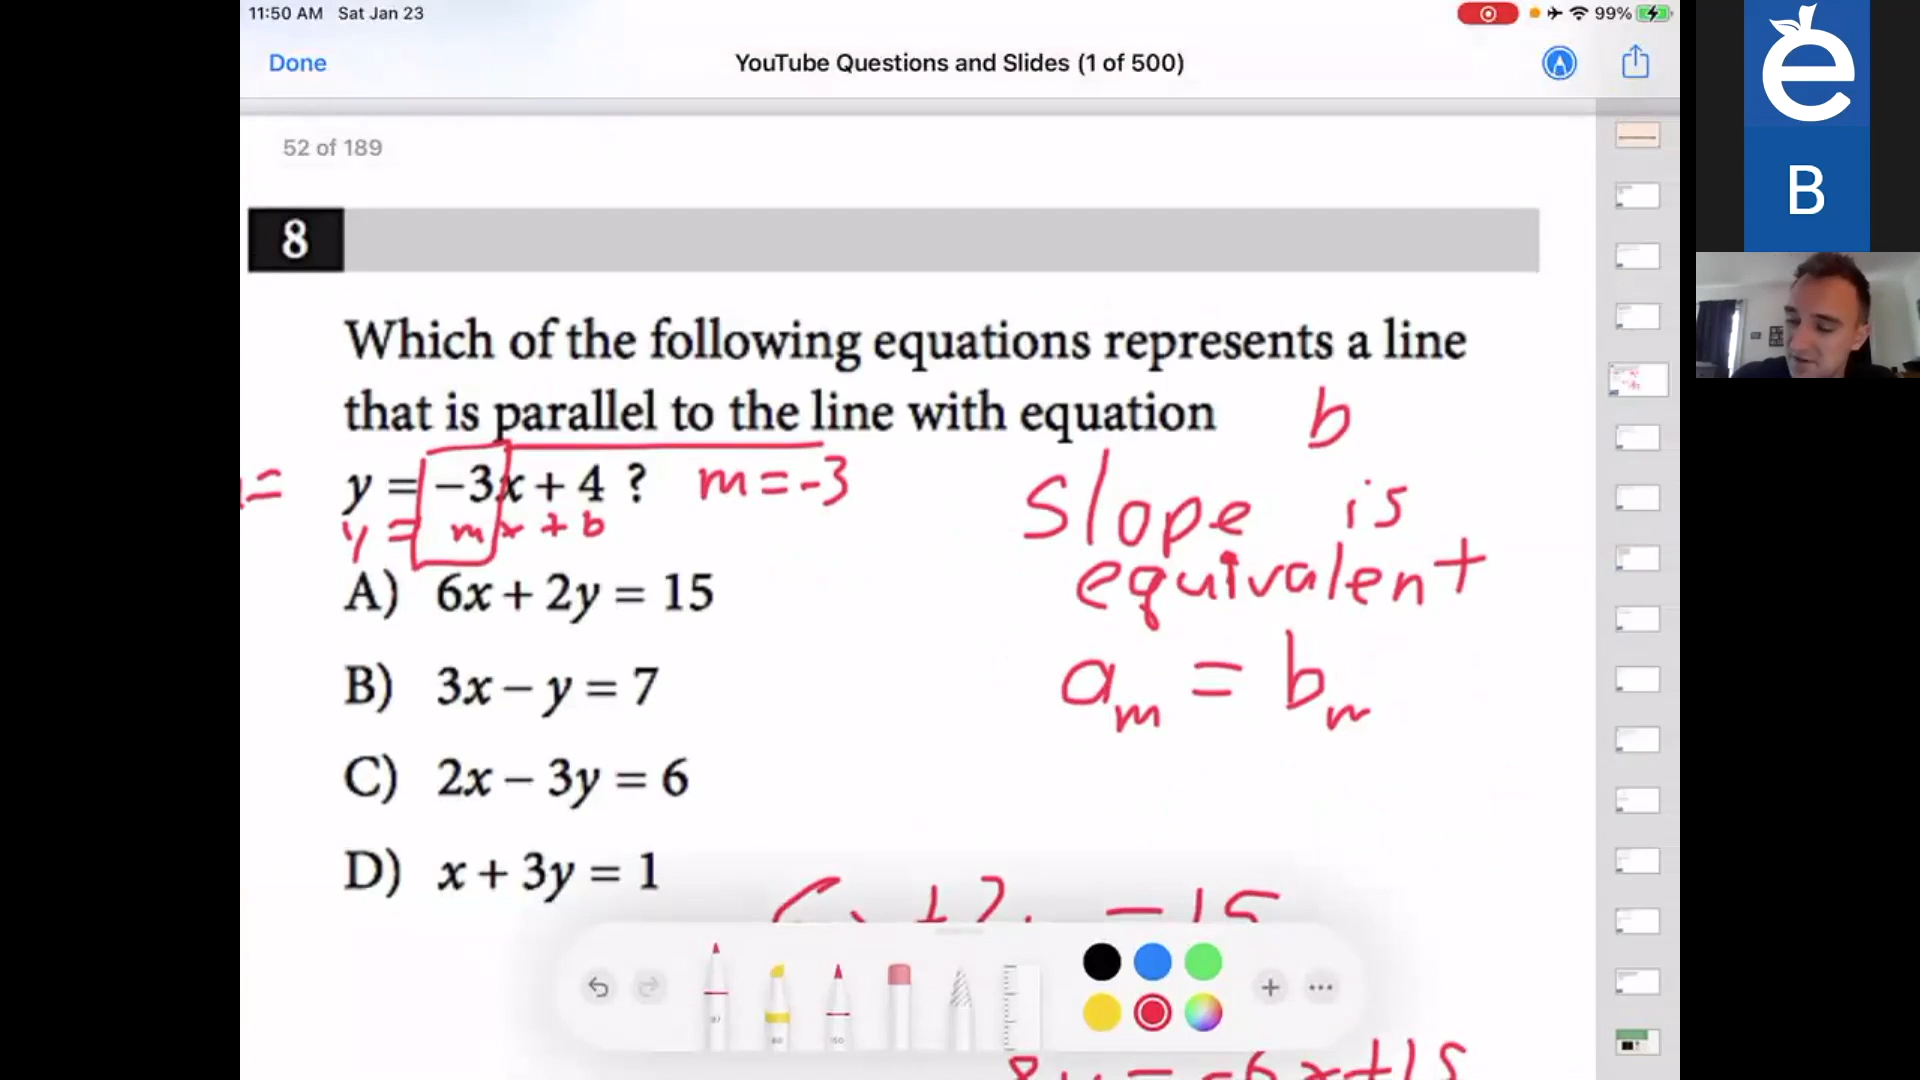 11:50 AM Sat Jan 23
99%
Done
YouTube Questions and Slides (1 of 500)
52 of 189
8
Which of the following equations represents a line
that is parallel to the line with equation
b
y = −3x + 4 ? m = -3
y = mx + b
Slope is
equivalent
a m = b m
A) 6x + 2y = 15
B) 3x − y = 7
C) 2x − 3y = 6
D) x + 3y = 1
e
B